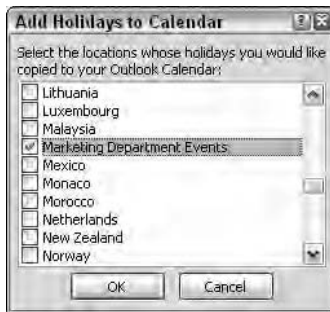 Add Holidays to Calendar
Select the locations whose holidays you would like
copied to your Outlook Calendar:
Lithuania
Luxembourg
Malaysia
Marketing Department Events
Mexico
Monaco
Morocco
Netherlands
New Zealand
Norway
OK
Cancel